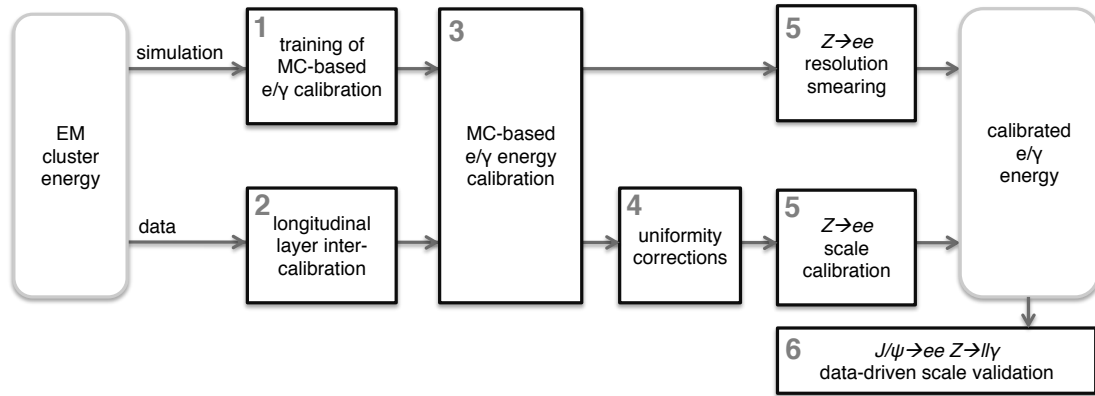 EM
cluster
energy
simulation
data
1
training of
MC-based
e/γ calibration
2
longitudinal
layer inter-
calibration
3
MC-based
e/γ energy
calibration
4
uniformity
corrections
5
Z→ee
resolution
smearing
5
Z→ee
scale
calibration
calibrated
e/γ
energy
6
J/ψ→ee Z→llγ
data-driven scale validation